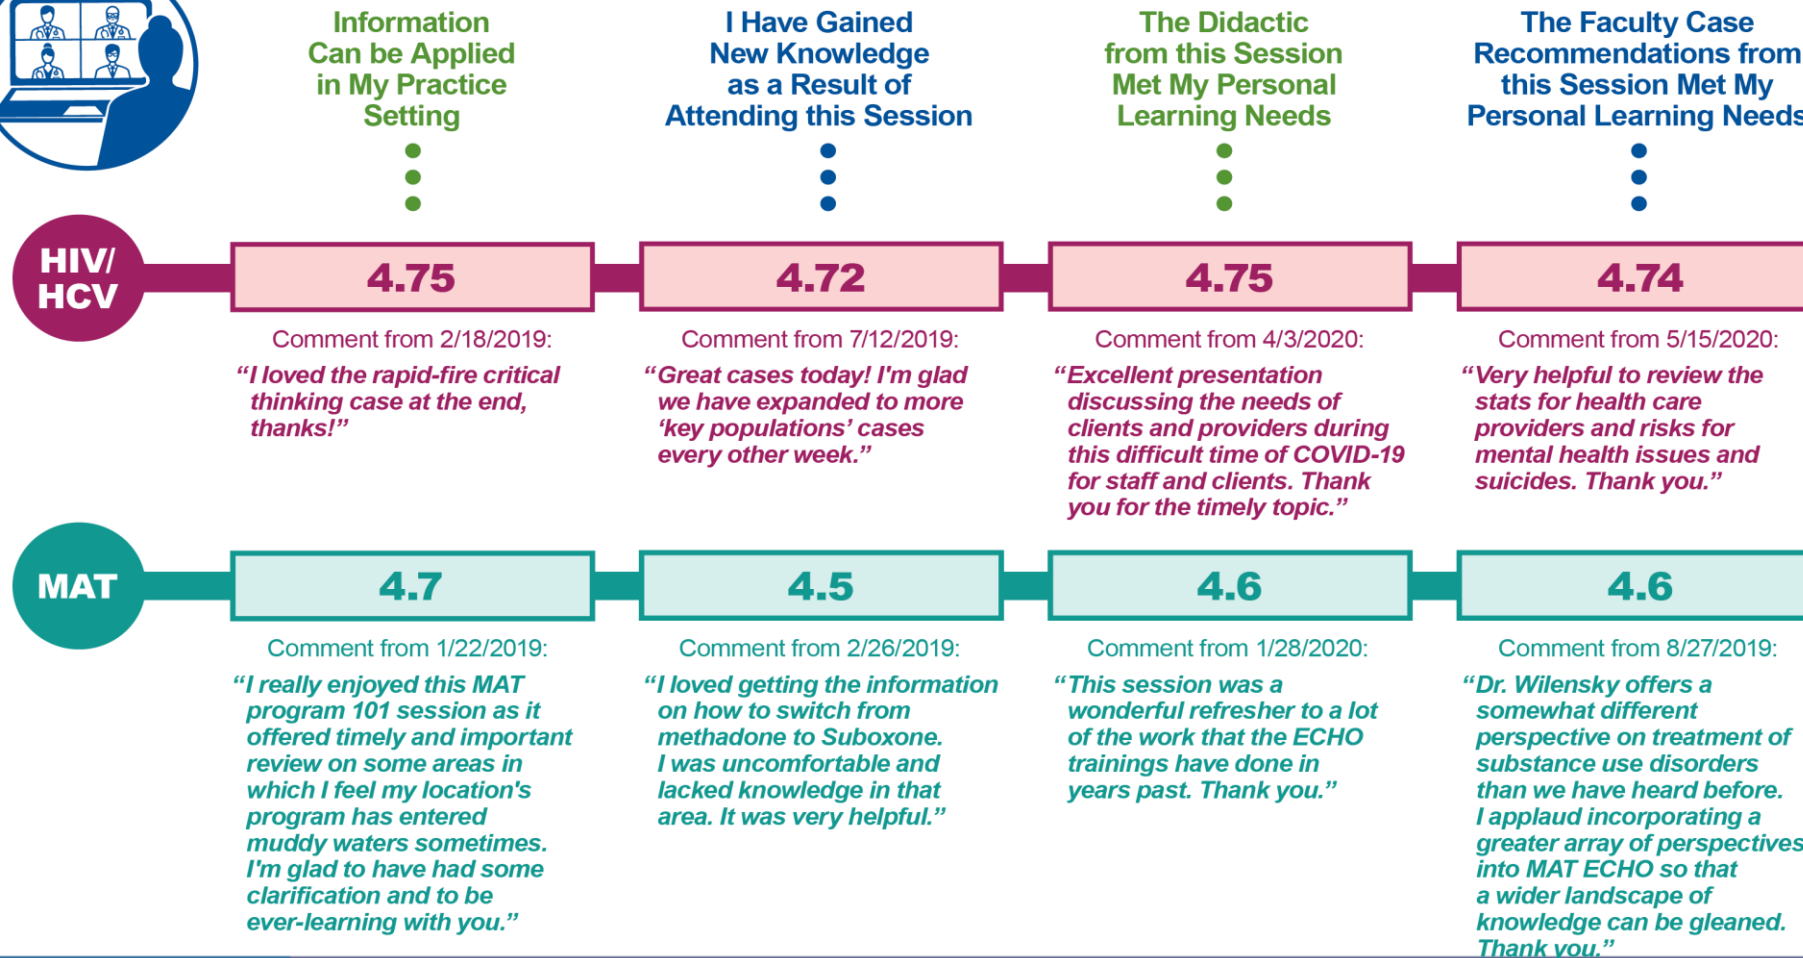 Information
Can be Applied
in My Practice
Setting
I Have Gained
New Knowledge
as a Result of
Attending this Session
The Didactic
from this Session
Met My Personal
Learning Needs
The Faculty Case
Recommendations from
this Session Met My
Personal Learning Needs
HIV/
HCV
4.75
Comment from 2/18/2019:
“I loved the rapid-fire critical
thinking case at the end,
thanks!”
4.72
Comment from 7/12/2019:
“Great cases today! I'm glad
we have expanded to more
‘key populations’ cases
every other week.”
4.75
Comment from 4/3/2020:
“Excellent presentation
discussing the needs of
clients and providers during
this difficult time of COVID-19
for staff and clients. Thank
you for the timely topic.”
4.74
Comment from 5/15/2020:
“Very helpful to review the
stats for health care
providers and risks for
mental health issues and
suicides. Thank you.”
MAT
4.7
Comment from 1/22/2019:
“I really enjoyed this MAT
program 101 session as it
offered timely and important
review on some areas in
which I feel my location's
program has entered
muddy waters sometimes.
I'm glad to have had some
clarification and to be
ever-learning with you.”
4.5
Comment from 2/26/2019:
“I loved getting the information
on how to switch from
methadone to Suboxone.
I was uncomfortable and
lacked knowledge in that
area. It was very helpful.”
4.6
Comment from 1/28/2020:
“This session was a
wonderful refresher to a lot
of the work that the ECHO
trainings have done in
years past. Thank you.”
4.6
Comment from 8/27/2019:
“Dr. Wilensky offers a
somewhat different
perspective on treatment of
substance use disorders
than we have heard before.
I applaud incorporating a
greater array of perspectives
into MAT ECHO so that
a wider landscape of
knowledge can be gleaned.
Thank you.”